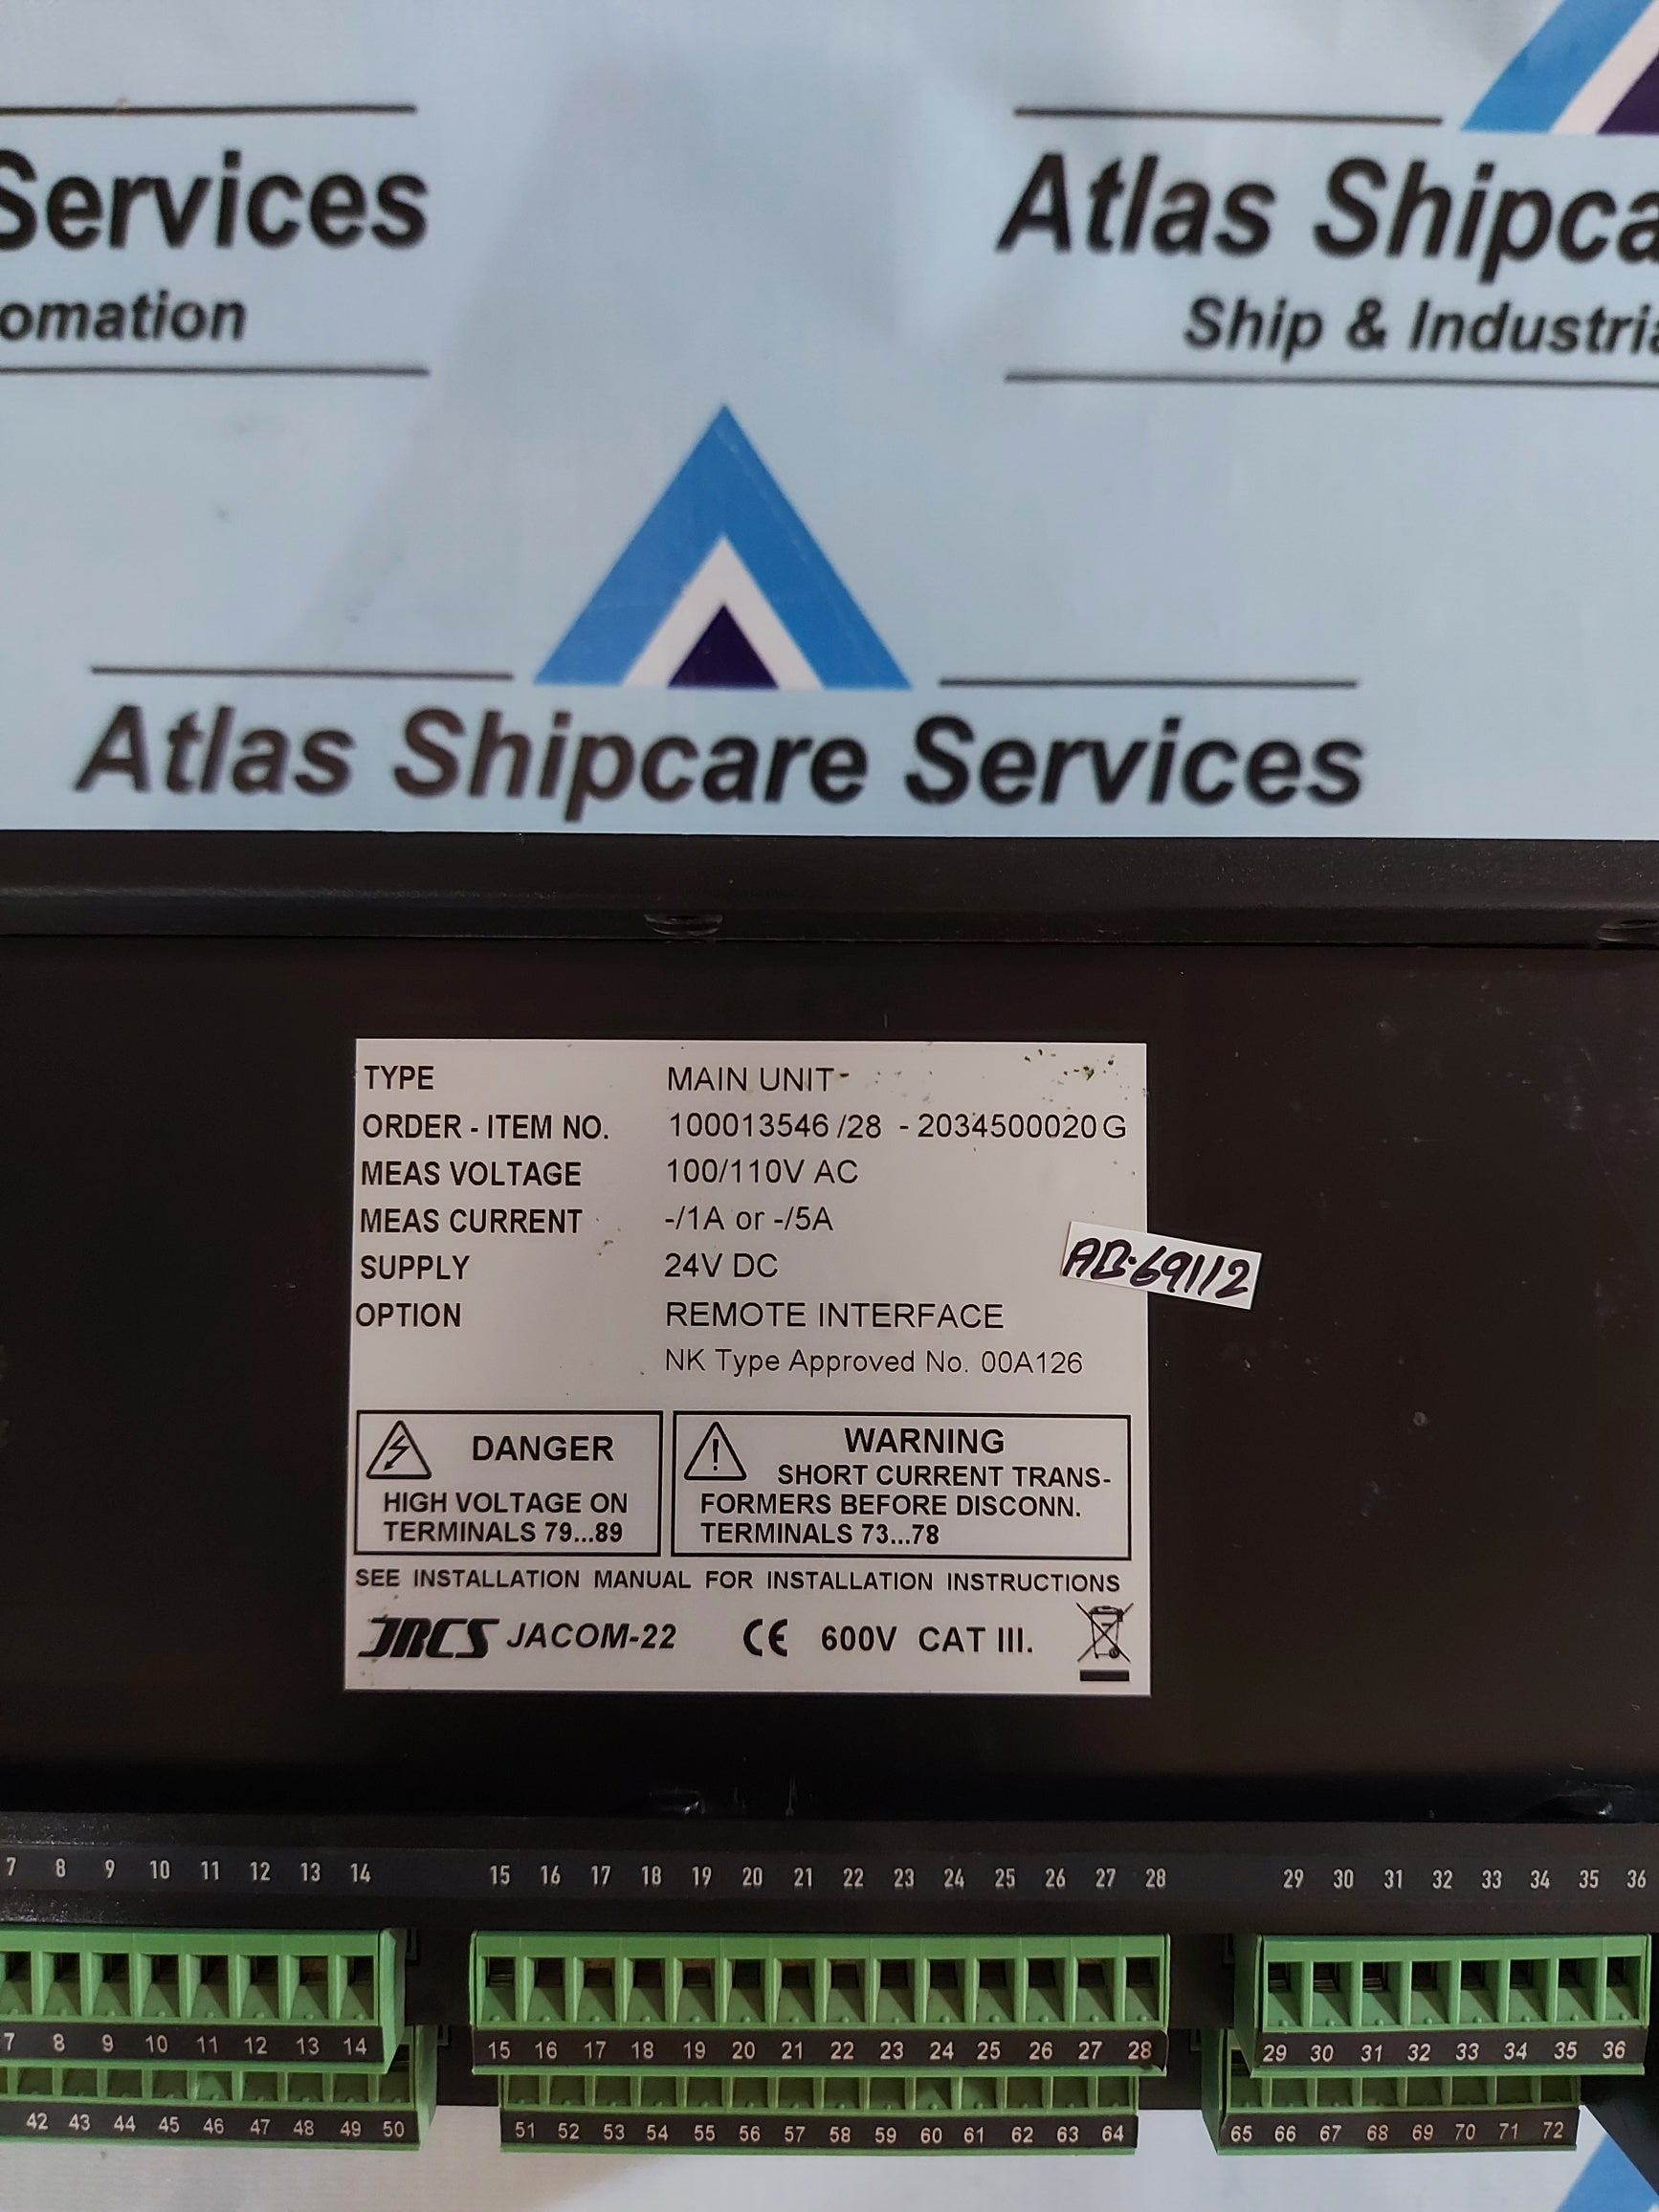 Services
omation
Atlas Shipca
Ship & Industria
Atlas Shipcare Services
TYPE MAIN UNIT-
ORDER - ITEM NO. 100013546 /28 - 2034500020 G
MEAS VOLTAGE 100/110V AC
MEAS CURRENT -/1A or -/5A
SUPPLY 24V DC
OPTION REMOTE INTERFACE
NK Type Approved No. 00A126
AB-69112
DANGER
HIGH VOLTAGE ON
TERMINALS 79...89
WARNING
SHORT CURRENT TRANS-
FORMERS BEFORE DISCONN.
TERMINALS 73...78
SEE INSTALLATION MANUAL FOR INSTALLATION INSTRUCTIONS
JRCS JACOM-22 CE 600V CAT III.
7 8 9 10 11 12 13 14 15 16 17 18 19 20 21 22 23 24 25 26 27 28 29 30 31 32 33 34 35 36
7 8 9 10 11 12 13 14 15 16 17 18 19 20 21 22 23 24 25 26 27 28 29 30 31 32 33 34 35 36
42 43 44 45 46 47 48 49 50 51 52 53 54 55 56 57 58 59 60 61 62 63 64 65 66 67 68 69 70 71 72